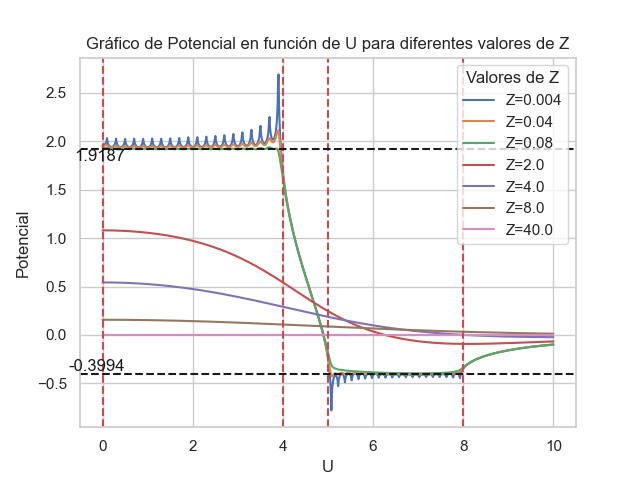 Gráfico de Potencial en función de U para diferentes valores de Z
Potencial
2.5
2.0
1.5
1.0
0.5
0.0
−0.5
1.9187
-0.3994
Valores de Z
Z=0.004
Z=0.04
Z=0.08
Z=2.0
Z=4.0
Z=8.0
Z=40.0
0 2 4 6 8 10
U